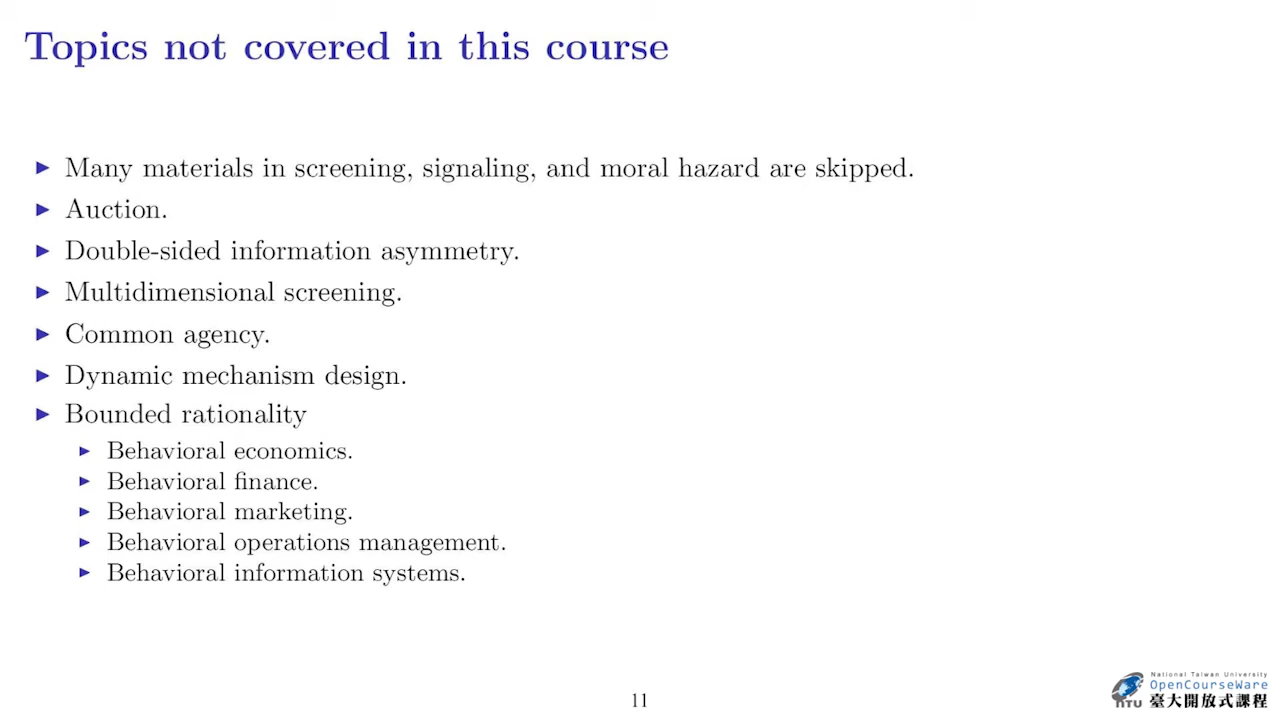 Topics not covered in this course
Many materials in screening, signaling, and moral hazard are skipped.
Auction.
Double-sided information asymmetry.
Multidimensional screening.
Common agency.
Dynamic mechanism design.
Bounded rationality
Behavioral economics.
Behavioral finance.
Behavioral marketing.
Behavioral operations management.
Behavioral information systems.
11
National Taiwan University
OpenCourseWare
NTU 臺大開放式課程